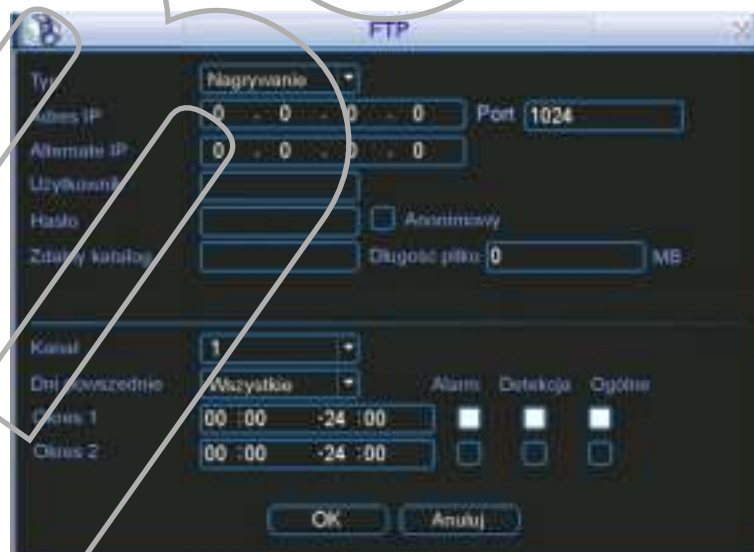 FTP
Typ Nagrywanie
Adres IP 0 . 0 . 0 . 0 Port 1024
Alternate IP 0 . 0 . 0 . 0
Użytkownik
Hasło Anonimowy
Zdalny katalog Długość pliku 0 MB
Kanał 1
Dni powszednie Wszystkie Alarm Detekcja Ogólne
Okres 1 00 :00 -24 :00
Okres 2 00 :00 -24 :00
OK Anuluj